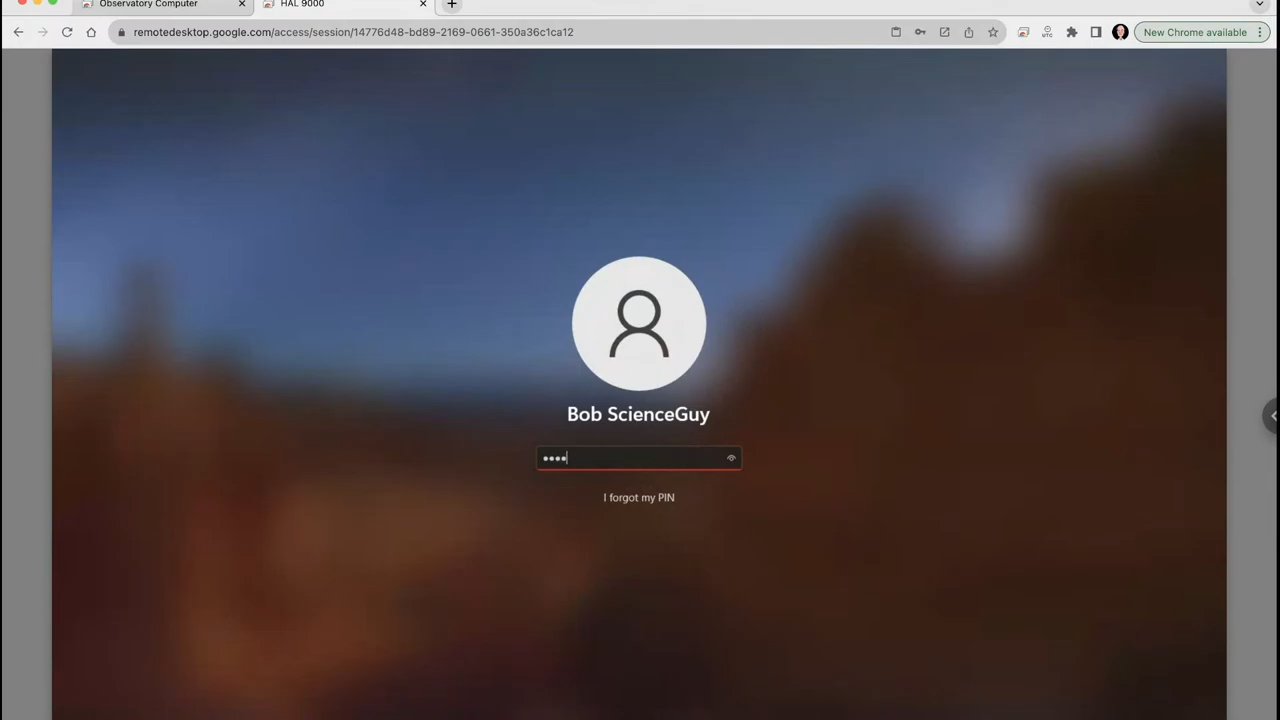 Observatory Computer
HAL 9000
remotedesktop.google.com/access/session/14776d48-bd89-2169-0661-350a36c1ca12
UTC
New Chrome available
Bob ScienceGuy
••••
I forgot my PIN